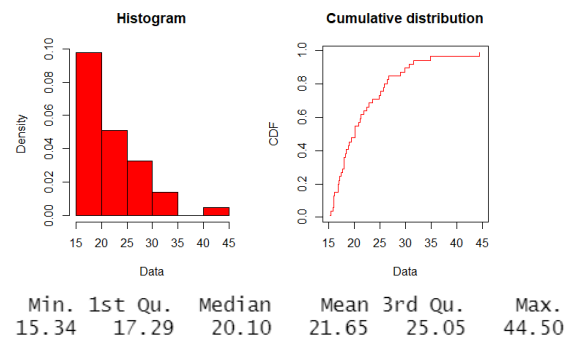 Histogram
0.00 0.02 0.04 0.06 0.08 0.10
Density
15 20 25 30 35 40 45
Data
Cumulative distribution
0.0 0.2 0.4 0.6 0.8 1.0
CDF
15 20 25 30 35 40 45
Data
Min. 1st Qu. Median Mean 3rd Qu. Max.
15.34 17.29 20.10 21.65 25.05 44.50